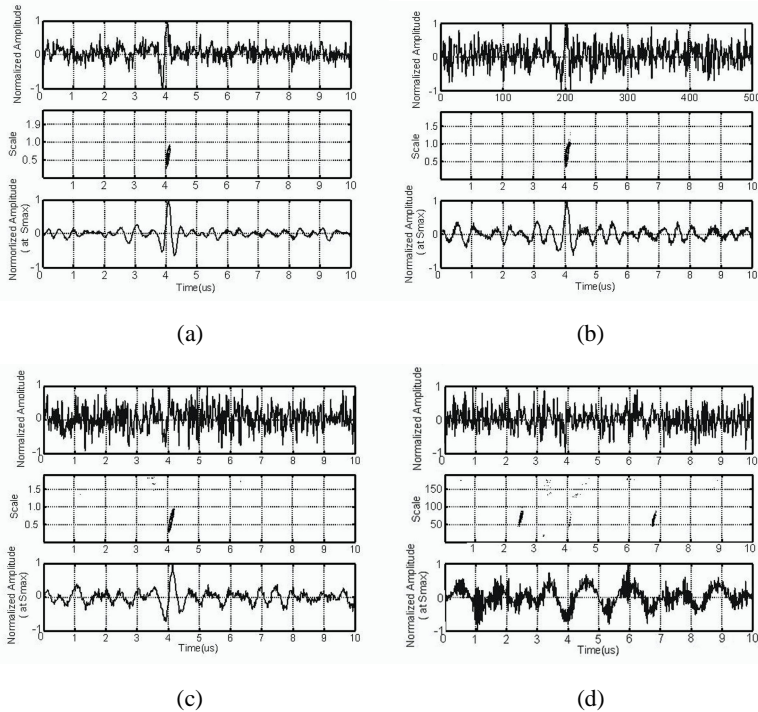 Normalized Amplitude
1
0
-1
0 1 2 3 4 5 6 7 8 9 10
Scale
1.9
1.0
0.5
0 1 2 3 4 5 6 7 8 9 10
Normorlized Amplitude
( at Smax)
1
0
-1
0 1 2 3 4 5 6 7 8 9 10
Time(us)
(a)
Normalized Amplitude
1
0
-1
0 100 200 300 400 500
Scale
1.5
1.0
0.5
0 1 2 3 4 5 6 7 8 9 10
Normalized Amplitude
( at Smax)
1
0
-1
0 1 2 3 4 5 6 7 8 9 10
Time(us)
(b)
Normalized Amplitude
1
0
-1
0 1 2 3 4 5 6 7 8 9 10
Scale
1.5
1.0
0.5
0 1 2 3 4 5 6 7 8 9 10
Normalized Amplitude
( at Smax)
1
0
-1
0 1 2 3 4 5 6 7 8 9 10
Time(us)
(c)
Normalized Amplitude
1
0
-1
0 1 2 3 4 5 6 7 8 9 10
Scale
150
100
50
1 2 3 4 5 6 7 8 9 10
Normalized Amplitude
( at Smax)
1
0
-1
0 1 2 3 4 5 6 7 8 9 10
Time(us)
(d)